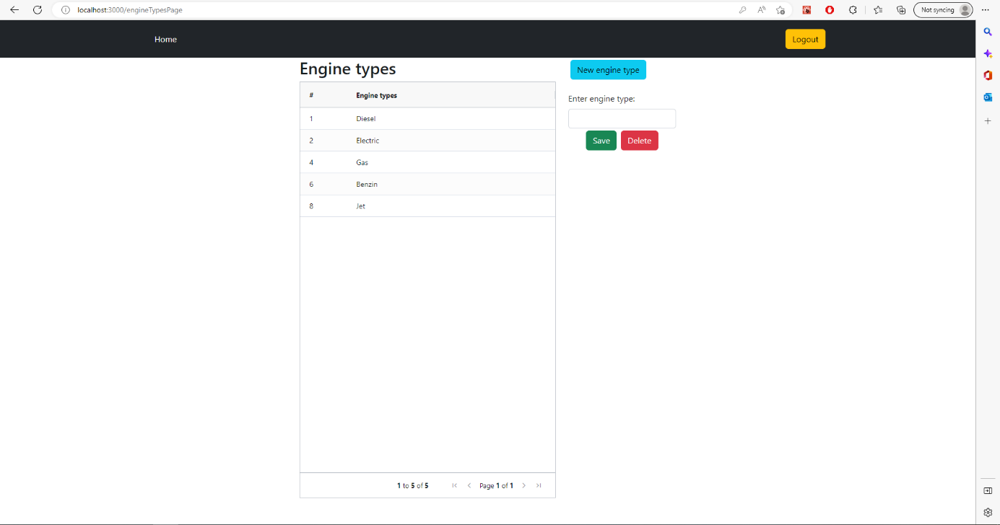 localhost:3000/engineTypesPage
Not syncing
Home
Logout
Engine types
New engine type
# Engine types
1 Diesel
2 Electric
4 Gas
6 Benzin
8 Jet
Enter engine type:
Save Delete
1 to 5 of 5 Page 1 of 1